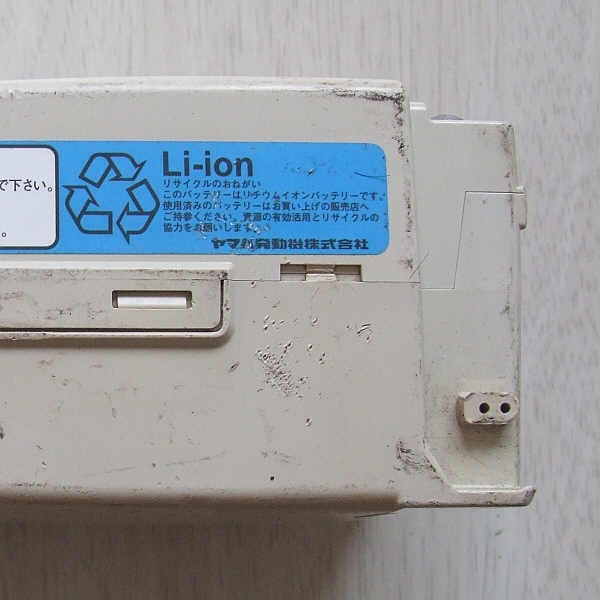 で下さい。
。
Li-ion
リサイクルのおねがい
このバッテリーはリチウムイオンバッテリーです。
使用済みのバッテリーはお買い上げの販売店へ
ご持参ください。資源の有効活用とリサイクルの
協力をお願いします。
ヤマハ発動機株式会社